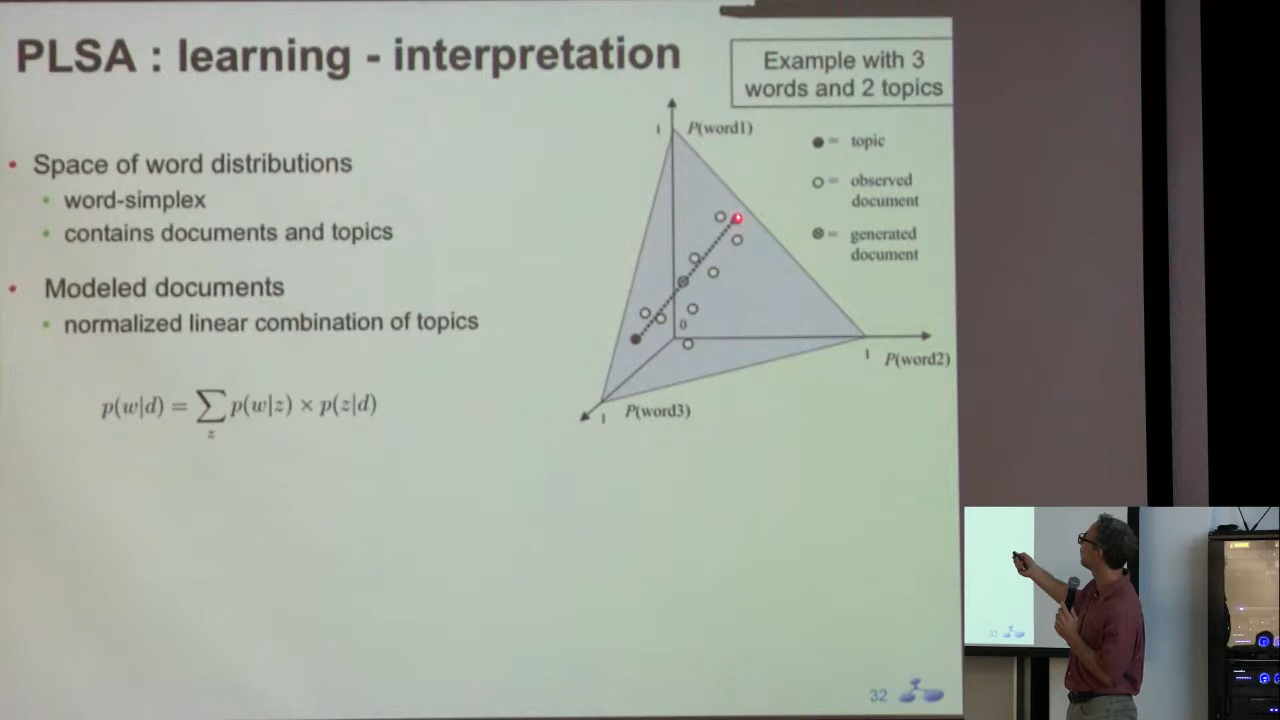 PLSA : learning - interpretation
Example with 3
words and 2 topics
• Space of word distributions
• word-simplex
• contains documents and topics
• Modeled documents
• normalized linear combination of topics
p(w|d) = ∑ p(w|z) × p(z|d)
z
1 P(word1)
= topic
= observed
document
= generated
document
0
1 P(word2)
1 P(word3)
32
32